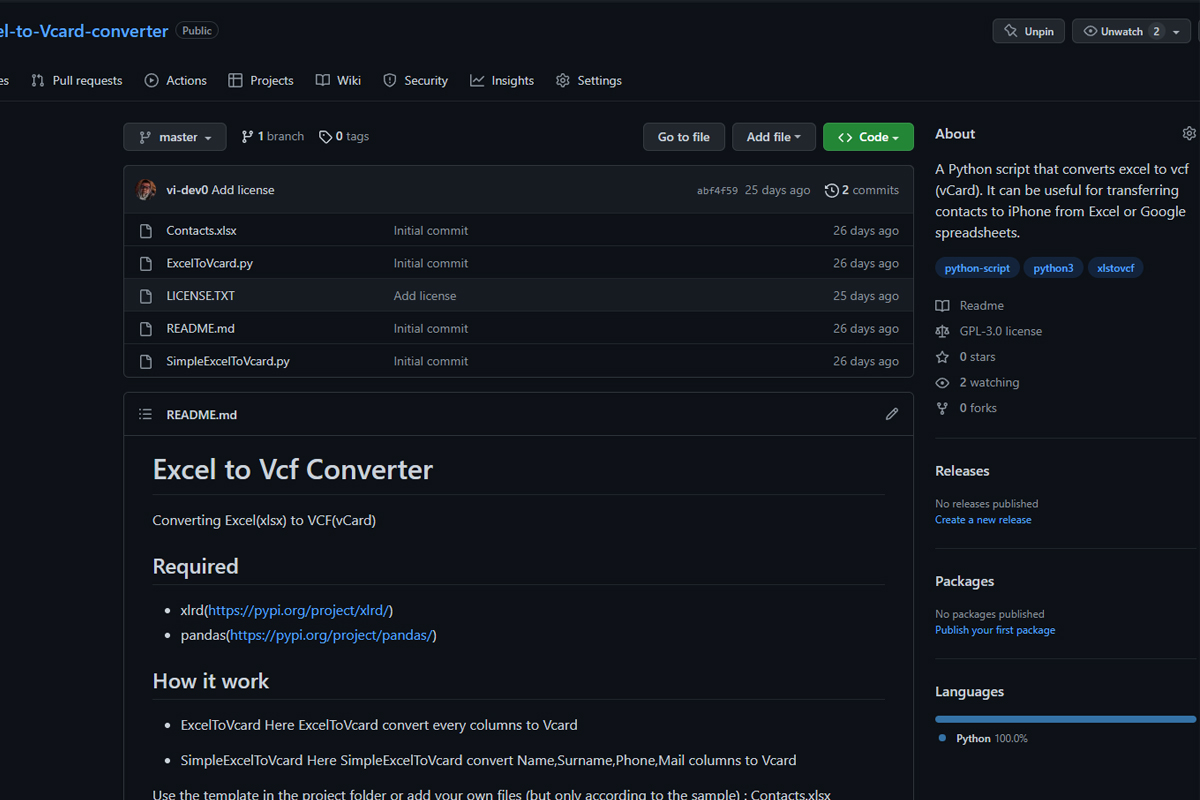 el-to-Vcard-converter Public Unpin Unwatch 2
es Pull requests Actions Projects Wiki Security Insights Settings
master 1 branch 0 tags Go to file Add file Code
vi-dev0 Add license abf4f59 25 days ago 2 commits
Contacts.xlsx Initial commit 26 days ago
ExcelToVcard.py Initial commit 26 days ago
LICENSE.TXT Add license 25 days ago
README.md Initial commit 26 days ago
SimpleExcelToVcard.py Initial commit 26 days ago
README.md
Excel to Vcf Converter
Converting Excel(xlsx) to VCF(vCard)
Required
xlrd(https://pypi.org/project/xlrd/)
pandas(https://pypi.org/project/pandas/)
How it work
ExcelToVcard Here ExcelToVcard convert every columns to Vcard
SimpleExcelToVcard Here SimpleExcelToVcard convert Name,Surname,Phone,Mail columns to Vcard
Use the template in the project folder or add your own files (but only according to the sample) : Contacts.xlsx
About
A Python script that converts excel to vcf
(vCard). It can be useful for transferring
contacts to iPhone from Excel or Google
spreadsheets.
python-script python3 xlstovcf
Readme
GPL-3.0 license
0 stars
2 watching
0 forks
Releases
No releases published
Create a new release
Packages
No packages published
Publish your first package
Languages
Python 100.0%